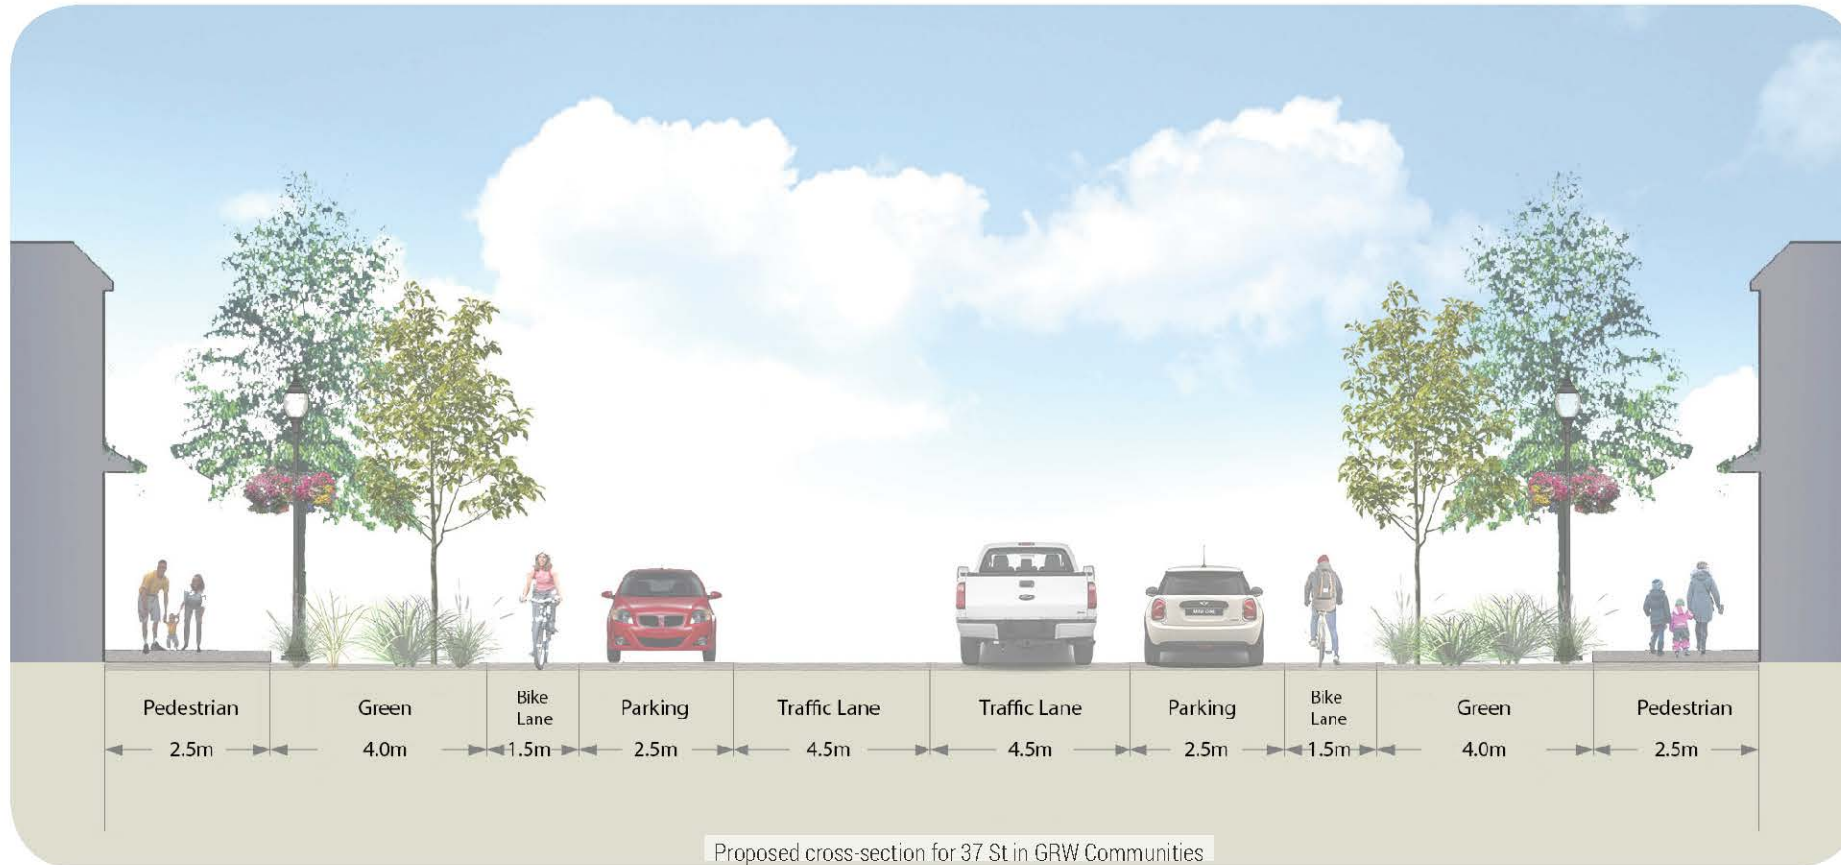 Pedestrian Green Bike Lane Parking Traffic Lane Traffic Lane Parking Bike Lane Green Pedestrian
2.5m 4.0m 1.5m 2.5m 4.5m 4.5m 2.5m 1.5m 4.0m 2.5m
Proposed cross-section for 37 St in GRW Communities